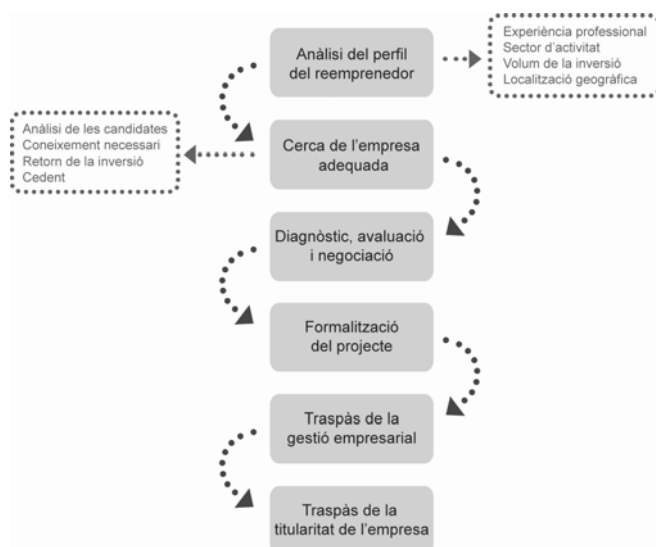 Anàlisi del perfil
del reemprenedor
Experiència professional
Sector d'activitat
Volum de la inversió
Localització geogràfica
Anàlisi de les candidates
Coneixement necessari
Retorn de la inversió
Cedent
Cerca de l'empresa
adequada
Diagnòstic, avaluació
i negociació
Formalització
del projecte
Traspàs de la
gestió empresarial
Traspàs de la
titularitat de l'empresa